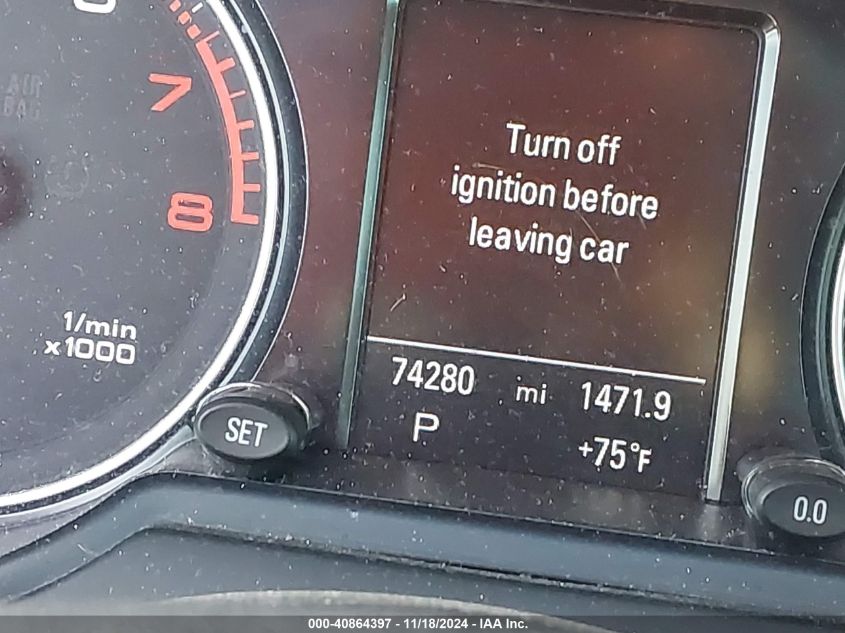 7
8
1/min
x1000
AIR
BAG
SET
Turn off
ignition before
leaving car
74280 mi 1471.9
P +75°F
0.0
000-40864397 - 11/18/2024 - IAA Inc.